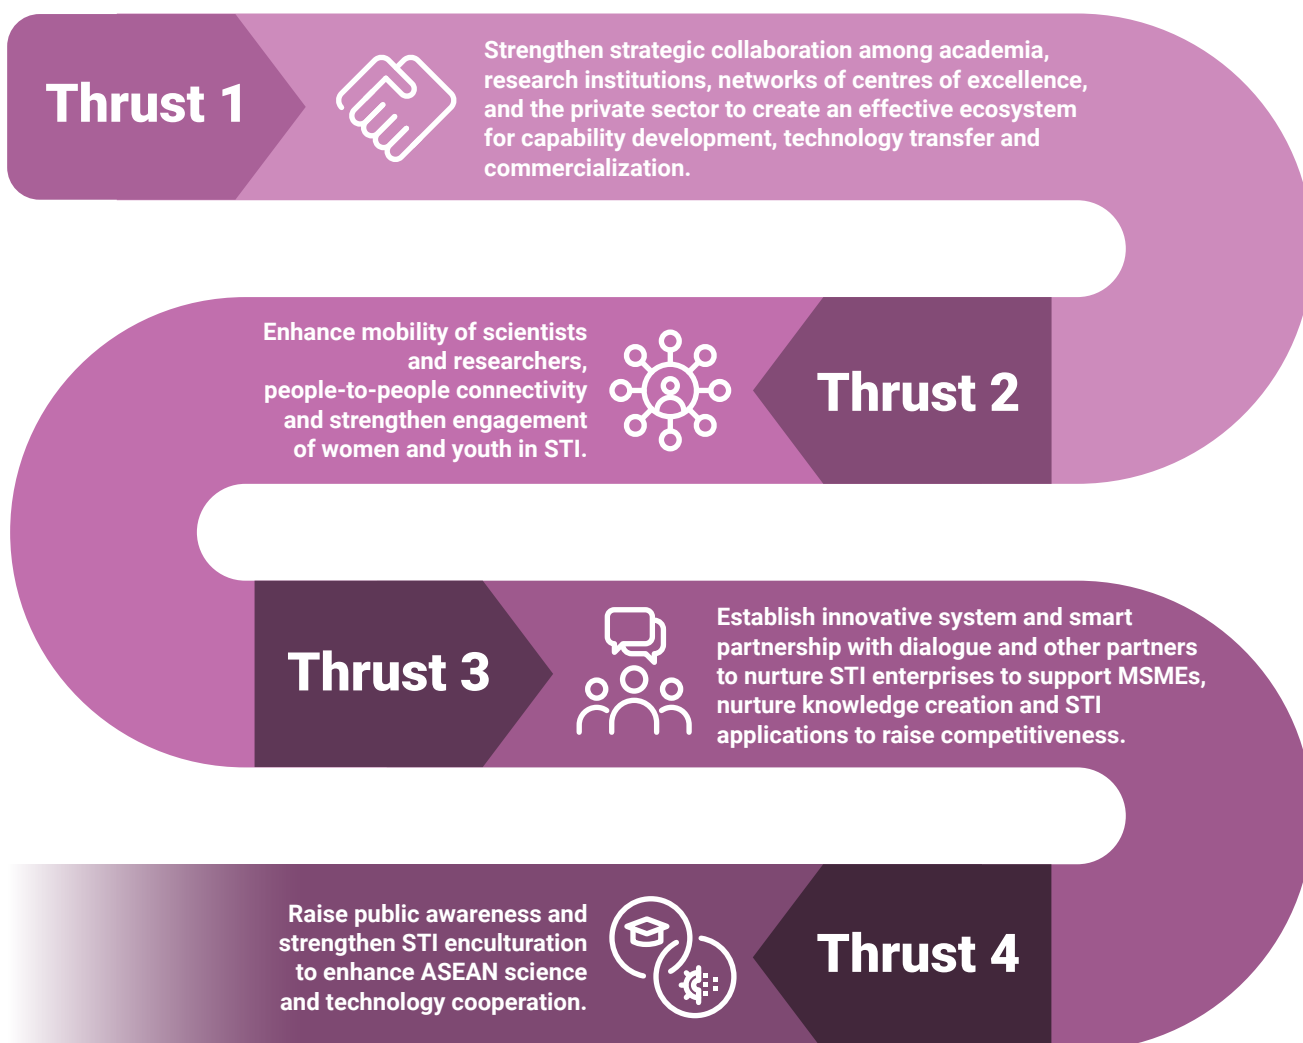 Thrust 1
Strengthen strategic collaboration among academia,
research institutions, networks of centres of excellence,
and the private sector to create an effective ecosystem
for capability development, technology transfer and
commercialization.
Thrust 2
Enhance mobility of scientists
and researchers,
people-to-people connectivity
and strengthen engagement
of women and youth in STI.
Thrust 3
Establish innovative system and smart
partnership with dialogue and other partners
to nurture STI enterprises to support MSMEs,
nurture knowledge creation and STI
applications to raise competitiveness.
Thrust 4
Raise public awareness and
strengthen STI enculturation
to enhance ASEAN science
and technology cooperation.